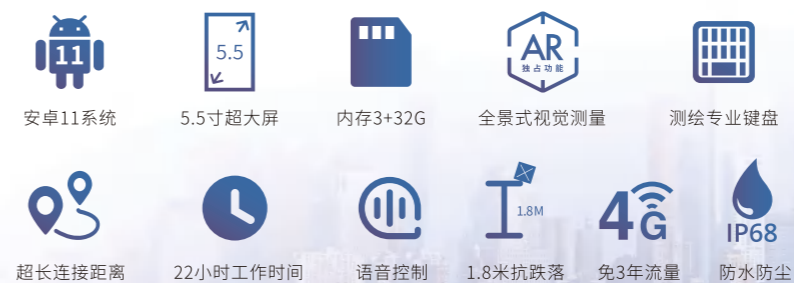 11
5.5
AR
独占功能
安卓11系统
5.5寸超大屏
内存3+32G
全景式视觉测量
测绘专业键盘
1.8M
4G
IP68
超长连接距离
22小时工作时间
语音控制
1.8米抗跌落
免3年流量
防水防尘